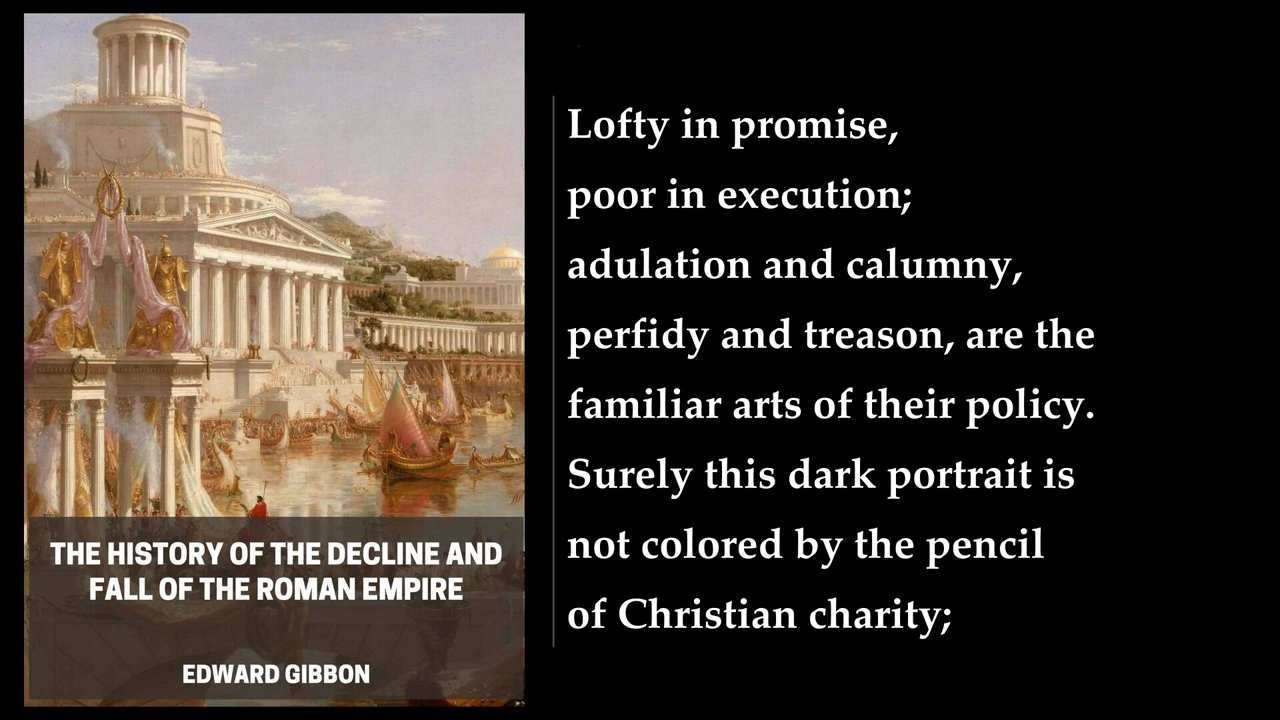 THE HISTORY OF THE DECLINE AND
FALL OF THE ROMAN EMPIRE
EDWARD GIBBON
Lofty in promise,
poor in execution;
adulation and calumny,
perfidy and treason, are the
familiar arts of their policy.
Surely this dark portrait is
not colored by the pencil
of Christian charity;